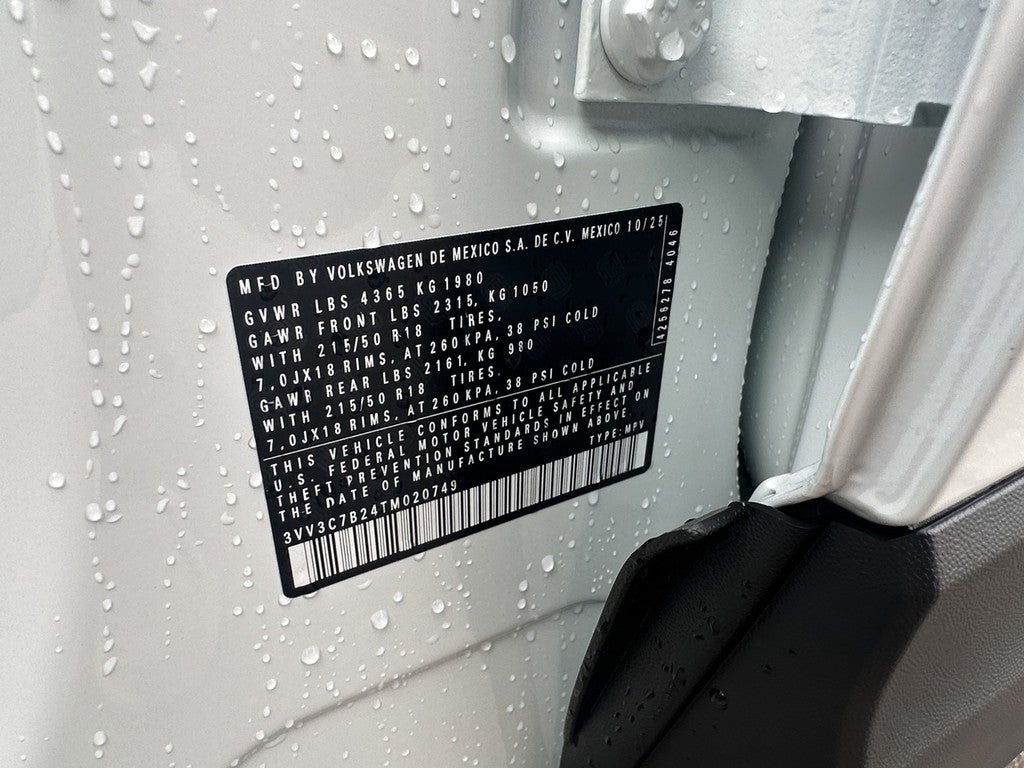 MFD BY VOLKSWAGEN DE MEXICO S.A. DE C.V. MEXICO 10/25
GVWR LBS 4365 KG 1980
GAWR FRONT LBS 2315, KG 1050
WITH 215/50 R18 TIRES,
7.0JX18 RIMS, AT 260 KPA, 38 PSI COLD
GAWR REAR LBS 2161, KG 980
WITH 215/50 R18 TIRES,
7.0JX18 RIMS, AT 260 KPA, 38 PSI COLD
THIS VEHICLE CONFORMS TO ALL APPLICABLE
U.S. FEDERAL MOTOR VEHICLE SAFETY AND
THEFT PREVENTION STANDARDS IN EFFECT ON
THE DATE OF MANUFACTURE SHOWN ABOVE.
3VV3C7B24TM020749 TYPE: MPV
4256278 4046